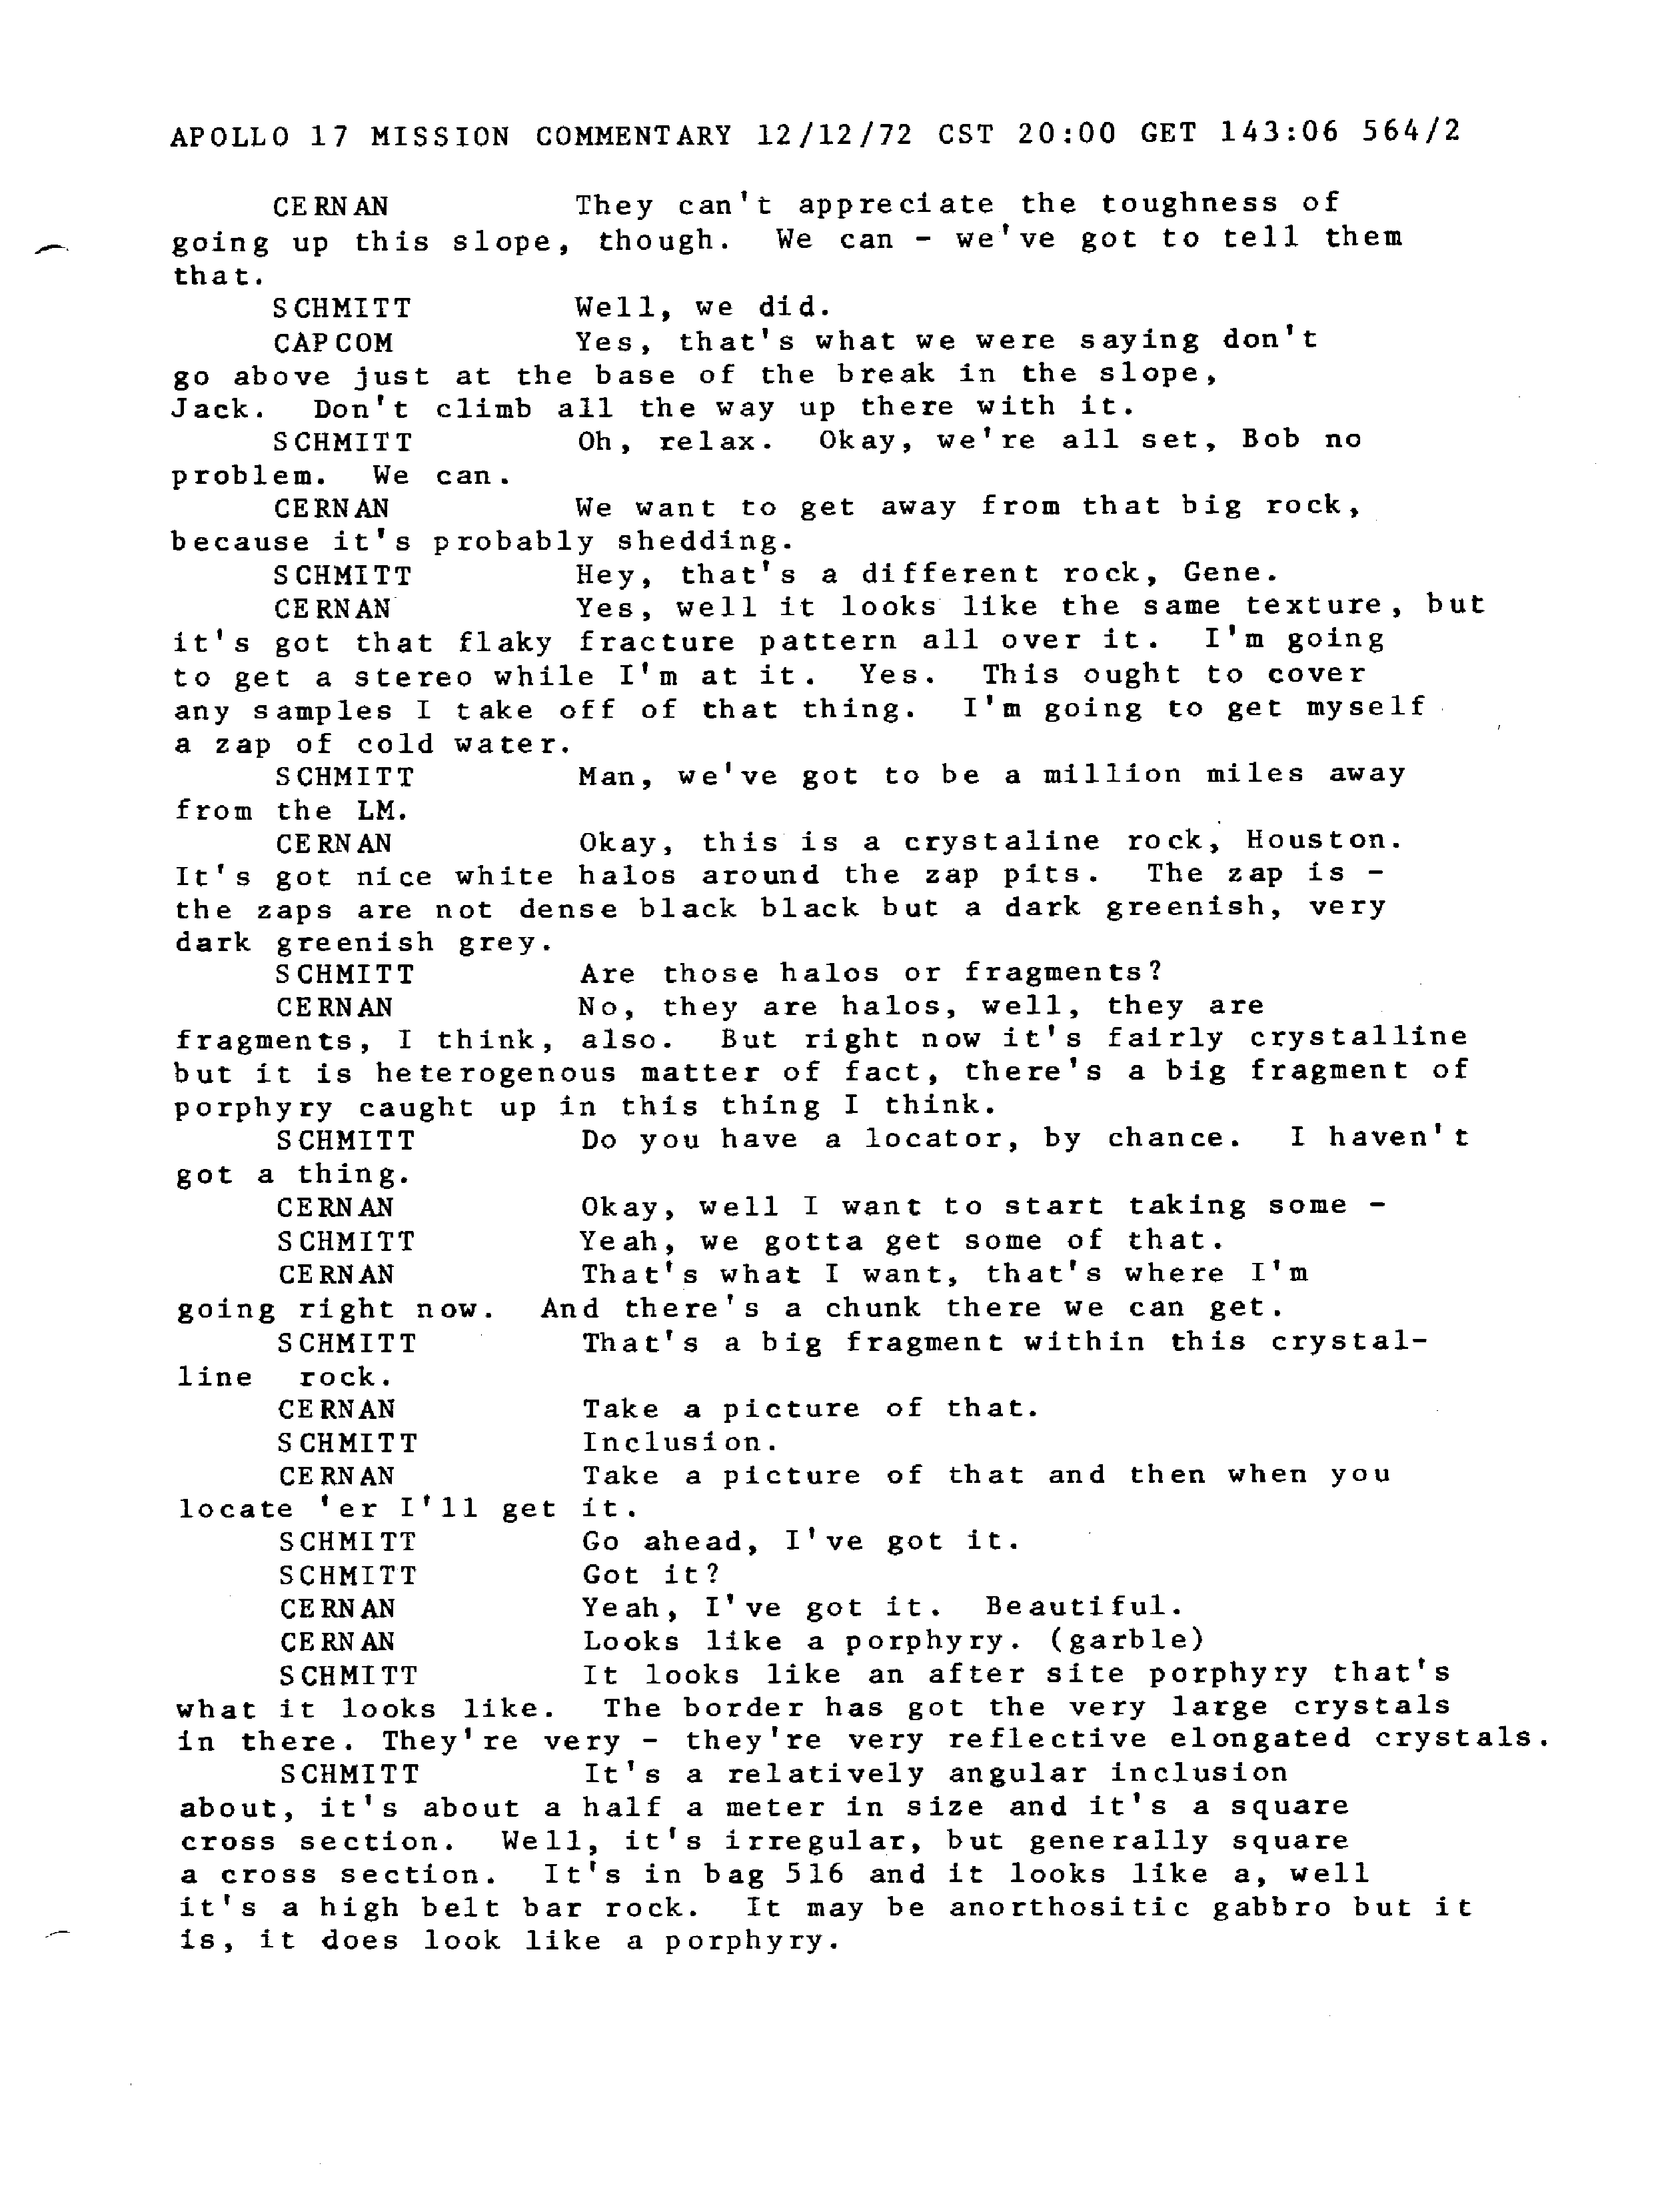 APOLLO 17 MISSION COMMENTARY 12/12/72 CST 20:00 GET 143:06 564/2
CERNAN They can't appreciate the toughness of
going up this slope, though. We can - we've got to tell them
that.
SCHMITT Well, we did.
CAPCOM Yes, that's what we were saying don't
go above just at the base of the break in the slope,
Jack. Don't climb all the way up there with it.
SCHMITT Oh, relax. Okay, we're all set, Bob no
problem. We can.
CERNAN We want to get away from that big rock,
because it's probably shedding.
SCHMITT Hey, that's a different rock, Gene.
CERNAN Yes, well it looks like the same texture, but
it's got that flaky fracture pattern all over it. I'm going
to get a stereo while I'm at it. Yes. This ought to cover
any samples I take off of that thing. I'm going to get myself
a zap of cold water.
SCHMITT Man, we've got to be a million miles away
from the LM.
CERNAN Okay, this is a crystaline rock, Houston.
It's got nice white halos around the zap pits. The zap is -
the zaps are not dense black black but a dark greenish, very
dark greenish grey.
SCHMITT Are those halos or fragments?
CERNAN No, they are halos, well, they are
fragments, I think, also. But right now it's fairly crystalline
but it is heterogenous matter of fact, there's a big fragment of
porphyry caught up in this thing I think.
SCHMITT Do you have a locator, by chance. I haven't
got a thing.
CERNAN Okay, well I want to start taking some -
SCHMITT Yeah, we gotta get some of that.
CERNAN That's what I want, that's where I'm
going right now. And there's a chunk there we can get.
SCHMITT That's a big fragment within this crystal-
line rock.
CERNAN Take a picture of that.
SCHMITT Inclusion.
CERNAN Take a picture of that and then when you
locate 'er I'll get it.
SCHMITT Go ahead, I've got it.
SCHMITT Got it?
CERNAN Yeah, I've got it. Beautiful.
CERNAN Looks like a porphyry. (garble)
SCHMITT It looks like an after site porphyry that's
what it looks like. The border has got the very large crystals
in there. They're very - they're very reflective elongated crystals.
SCHMITT It's a relatively angular inclusion
about, it's about a half a meter in size and it's a square
cross section. Well, it's irregular, but generally square
a cross section. It's in bag 516 and it looks like a, well
it's a high belt bar rock. It may be anorthositic gabbro but it
is, it does look like a porphyry.